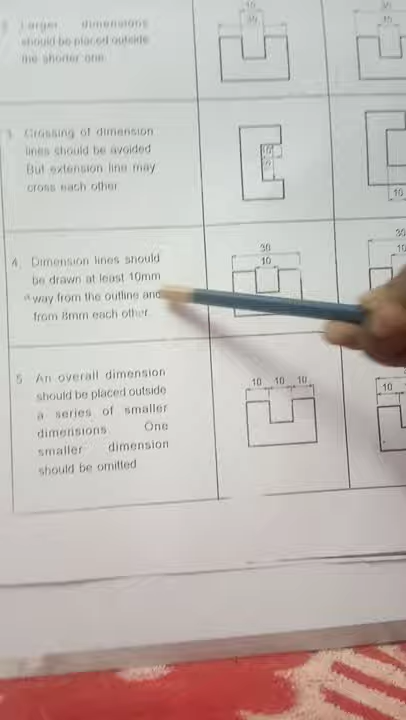 Larger dimensions
should be placed outside
the shorter one.
3. Crossing of dimension
lines should be avoided
But extension line may
cross each other
4. Dimension lines should
be drawn at least 10mm
away from the outline and
from 8mm each other.
30
10
30
10
5. An overall dimension
should be placed outside
a series of smaller
dimensions. One
smaller dimension
should be omitted
10 10 10
10
10